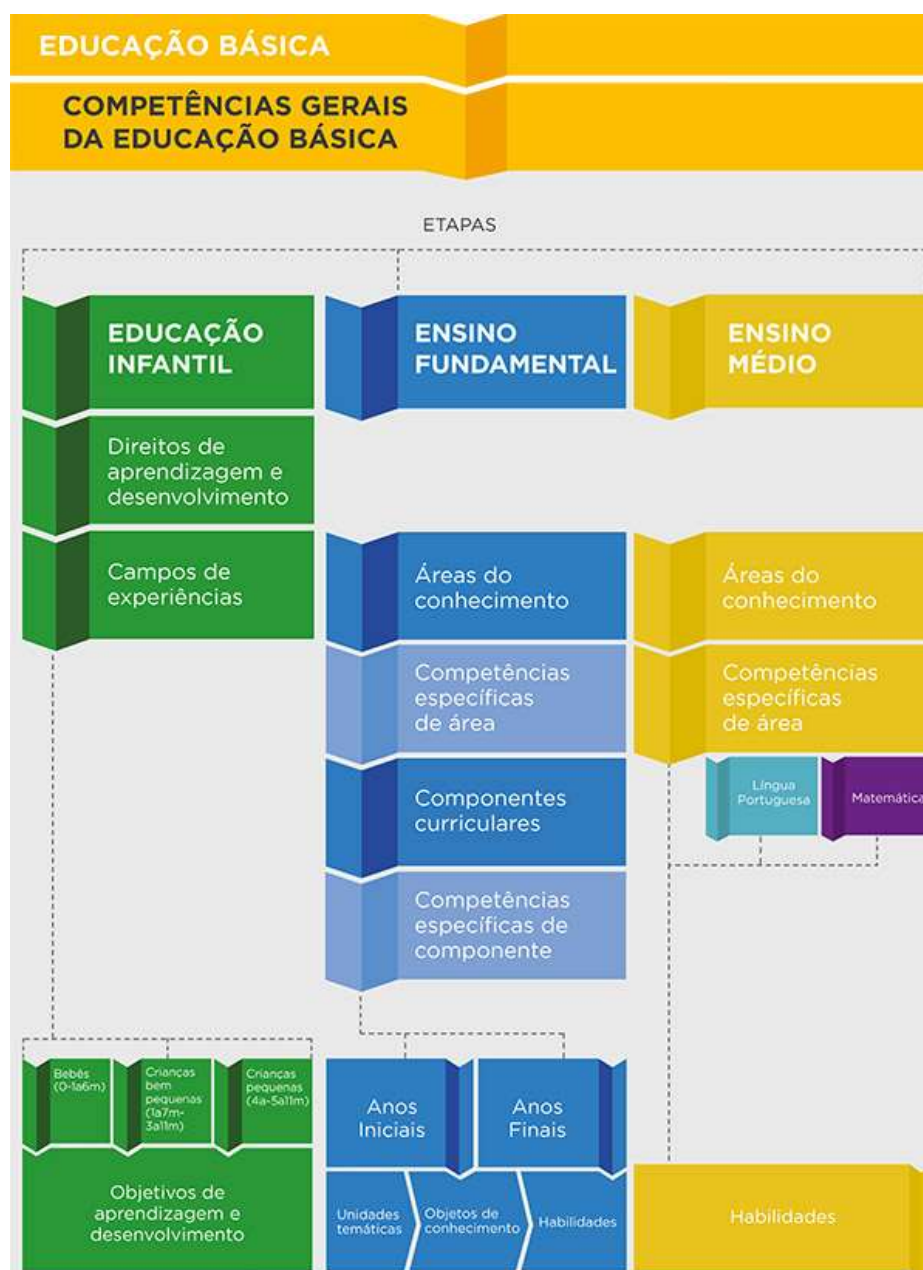 EDUCAÇÃO BÁSICA
COMPETÊNCIAS GERAIS
DA EDUCAÇÃO BÁSICA
ETAPAS
EDUCAÇÃO
INFANTIL
Direitos de
aprendizagem e
desenvolvimento
Campos de
experiências
Bebês
(0-1a6m)
Crianças
bem
pequenas
(1a7m-
3a11m)
Crianças
pequenas
(4a-5a11m)
Objetivos de
aprendizagem e
desenvolvimento
ENSINO
FUNDAMENTAL
Áreas do
conhecimento
Competências
específicas
de área
Componentes
curriculares
Competências
específicas de
componente
Anos
Iniciais
Anos
Finais
Unidades
temáticas
Objetos de
conhecimento
Habilidades
ENSINO
MÉDIO
Áreas do
conhecimento
Competências
específicas
de área
Língua
Portuguesa
Matemática
Habilidades